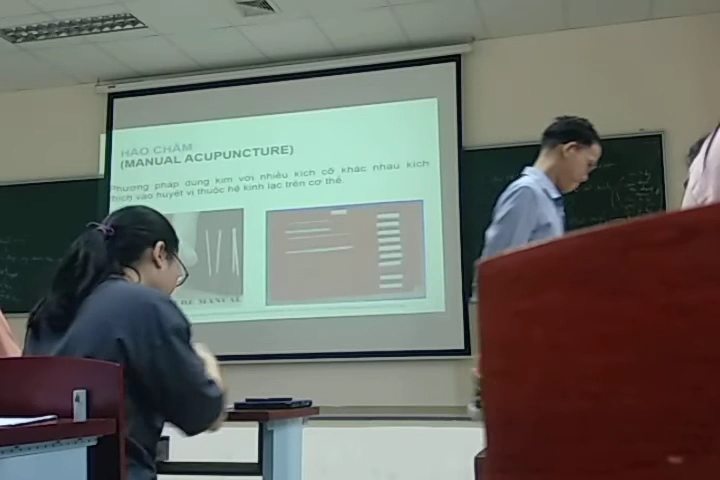 HÀO CHÂM
(MANUAL ACUPUNCTURE)
Phương pháp dùng kim với nhiều kích cỡ khác nhau kích
thích vào huyệt vị thuộc hệ kinh lạc trên cơ thể.
MANUAL